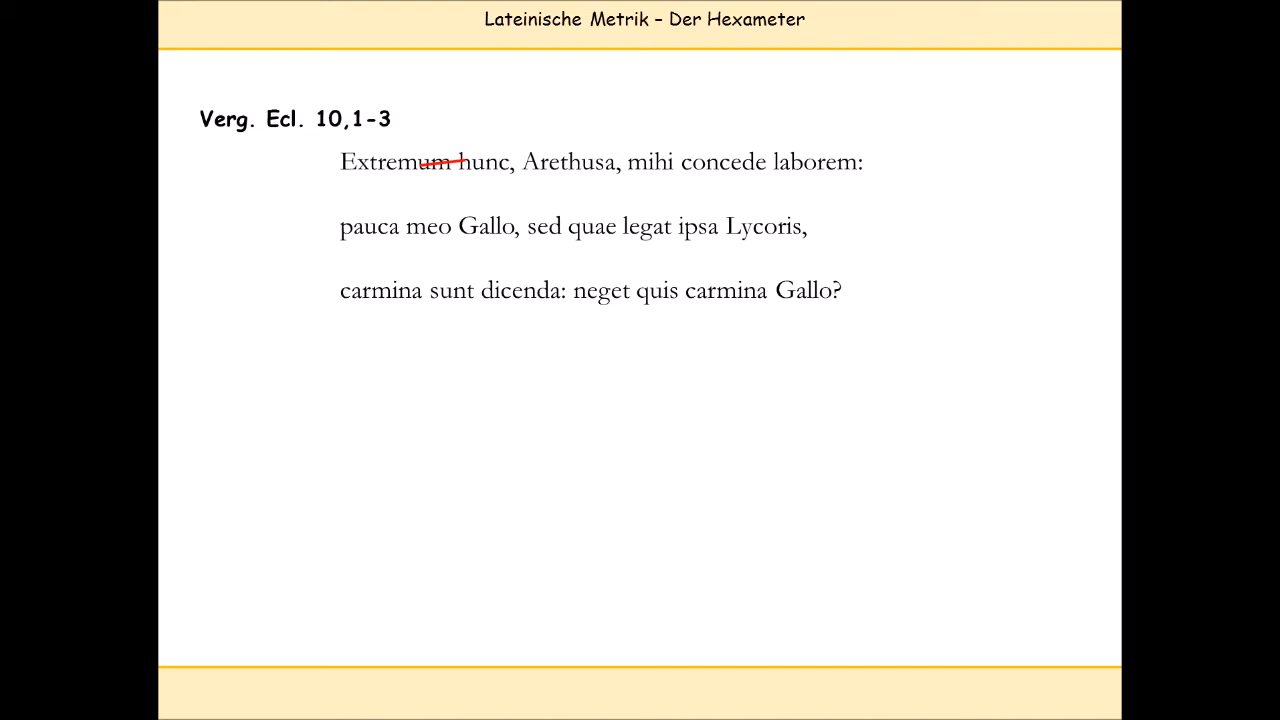 Lateinische Metrik – Der Hexameter
Verg. Ecl. 10,1-3
Extremum hunc, Arethusa, mihi concede laborem:
pauca meo Gallo, sed quae legat ipsa Lycoris,
carmina sunt dicenda: neget quis carmina Gallo?